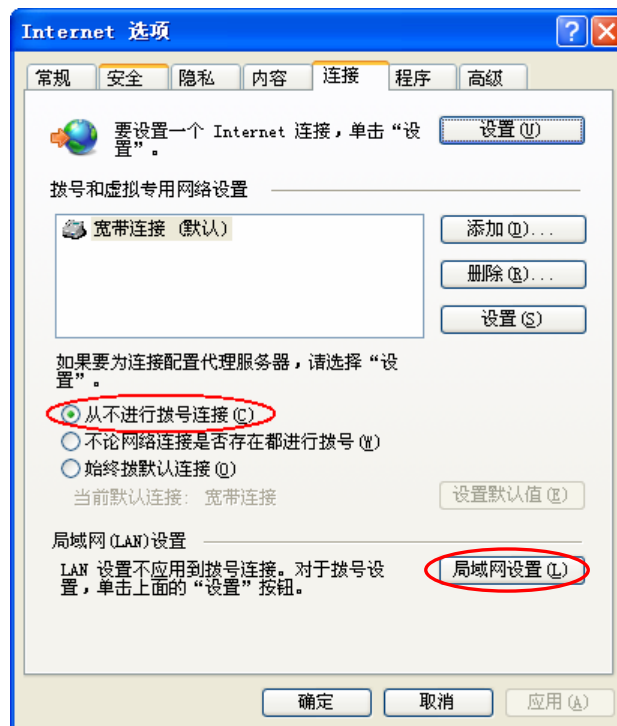 Internet 选项
常规 安全 隐私 内容 连接 程序 高级
要设置一个 Internet 连接，单击“设
置”。
设置(U)
拨号和虚拟专用网络设置
宽带连接 (默认)
添加(D)...
删除(R)...
设置(S)
如果要为连接配置代理服务器，请选择“设
置”。
从不进行拨号连接(C)
不论网络连接是否存在都进行拨号(W)
始终拨默认连接(O)
当前默认连接: 宽带连接
设置默认值(E)
局域网(LAN)设置
LAN 设置不应用到拨号连接。对于拨号设
置，单击上面的“设置”按钮。
局域网设置(L)
确定 取消 应用(A)